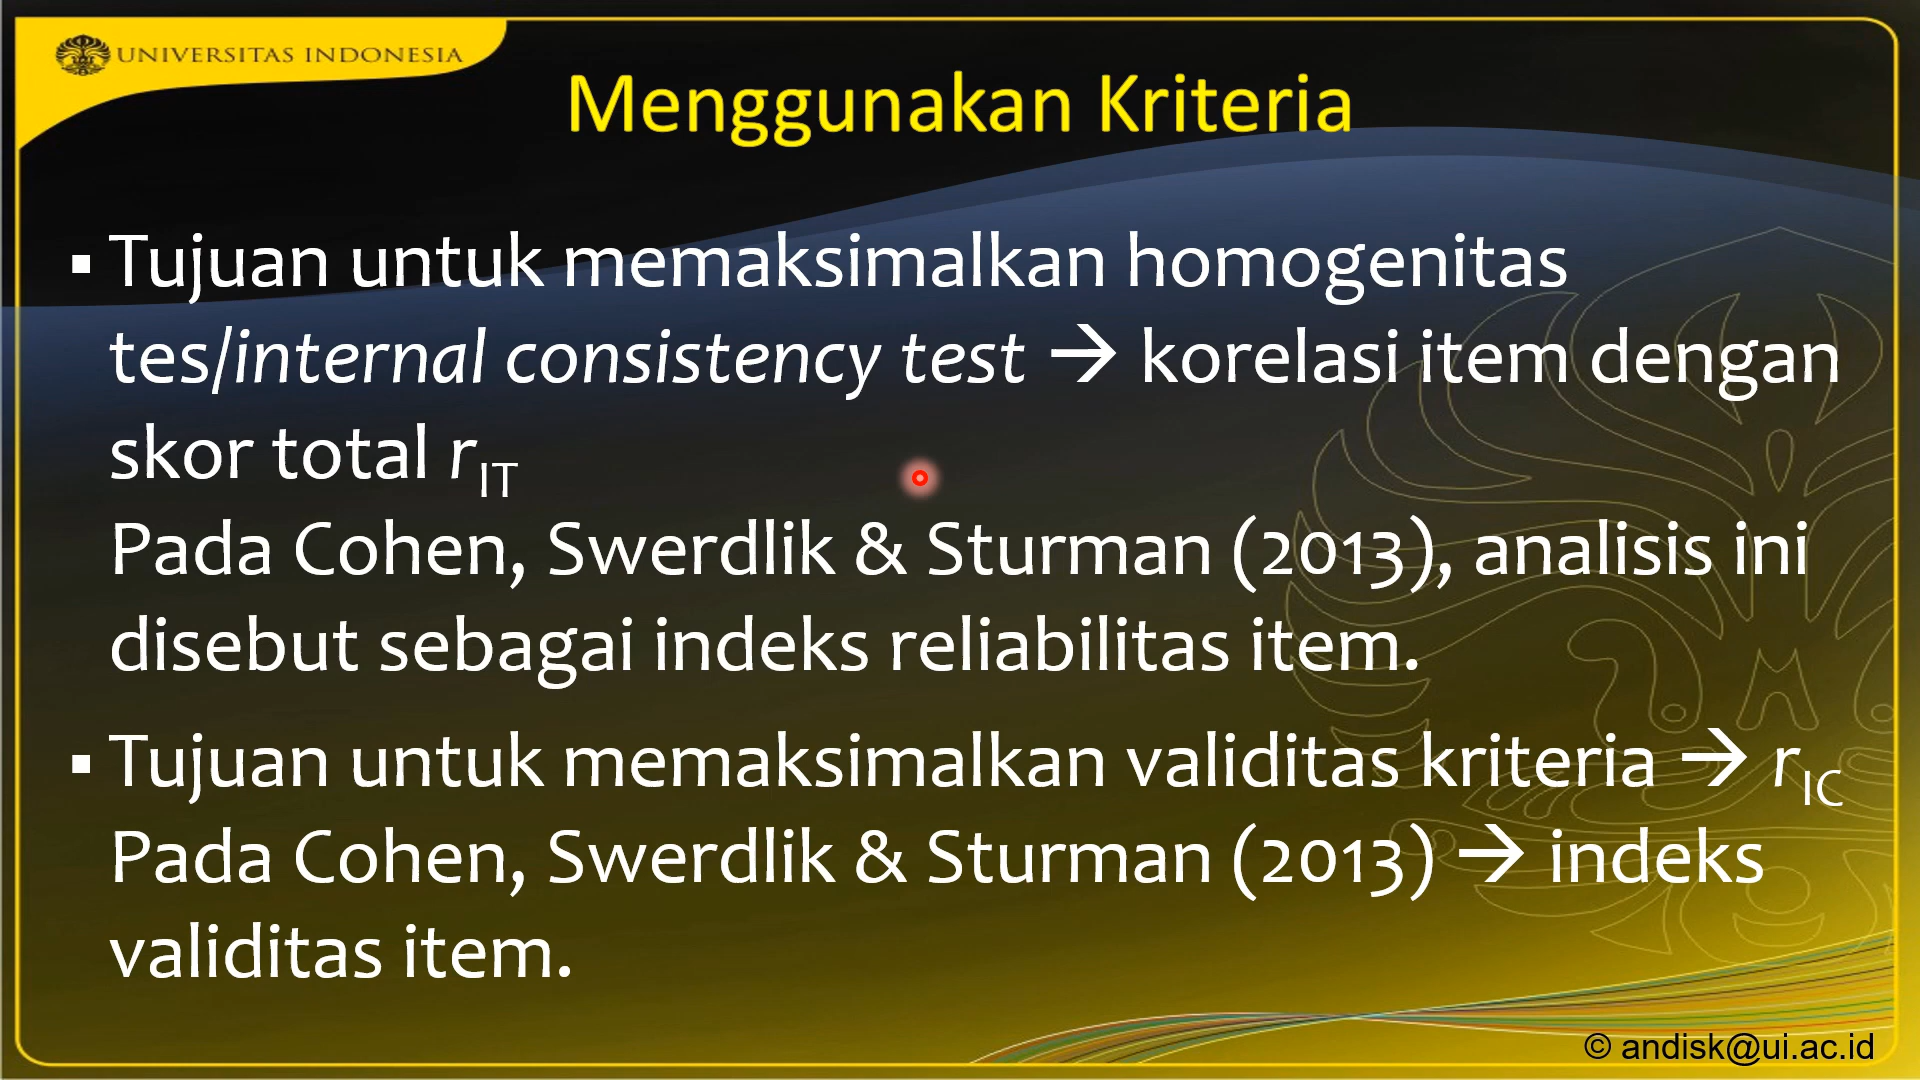 UNIVERSITAS INDONESIA
Menggunakan Kriteria
▪ Tujuan untuk memaksimalkan homogenitas
tes/internal consistency test → korelasi item dengan
skor total rIT
Pada Cohen, Swerdlik & Sturman (2013), analisis ini
disebut sebagai indeks reliabilitas item.
▪ Tujuan untuk memaksimalkan validitas kriteria → rIC
Pada Cohen, Swerdlik & Sturman (2013) → indeks
validitas item.
© andisk@ui.ac.id